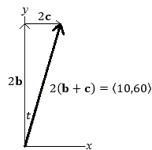 y
2c
2b
2(b + c) = ⟨10,60⟩
t
x